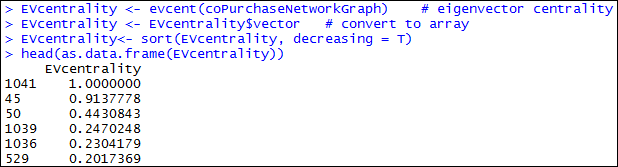 > EVcentrality <- evcent(coPurchaseNetworkGraph)    # eigenvector centrality
> EVcentrality <- EVcentrality$vector   # convert to array
> EVcentrality<- sort(EVcentrality, decreasing = T)
> head(as.data.frame(EVcentrality))
     EVcentrality
1041    1.0000000
45      0.9137778
50      0.4430843
1039    0.2470248
1036    0.2304179
529     0.2017369